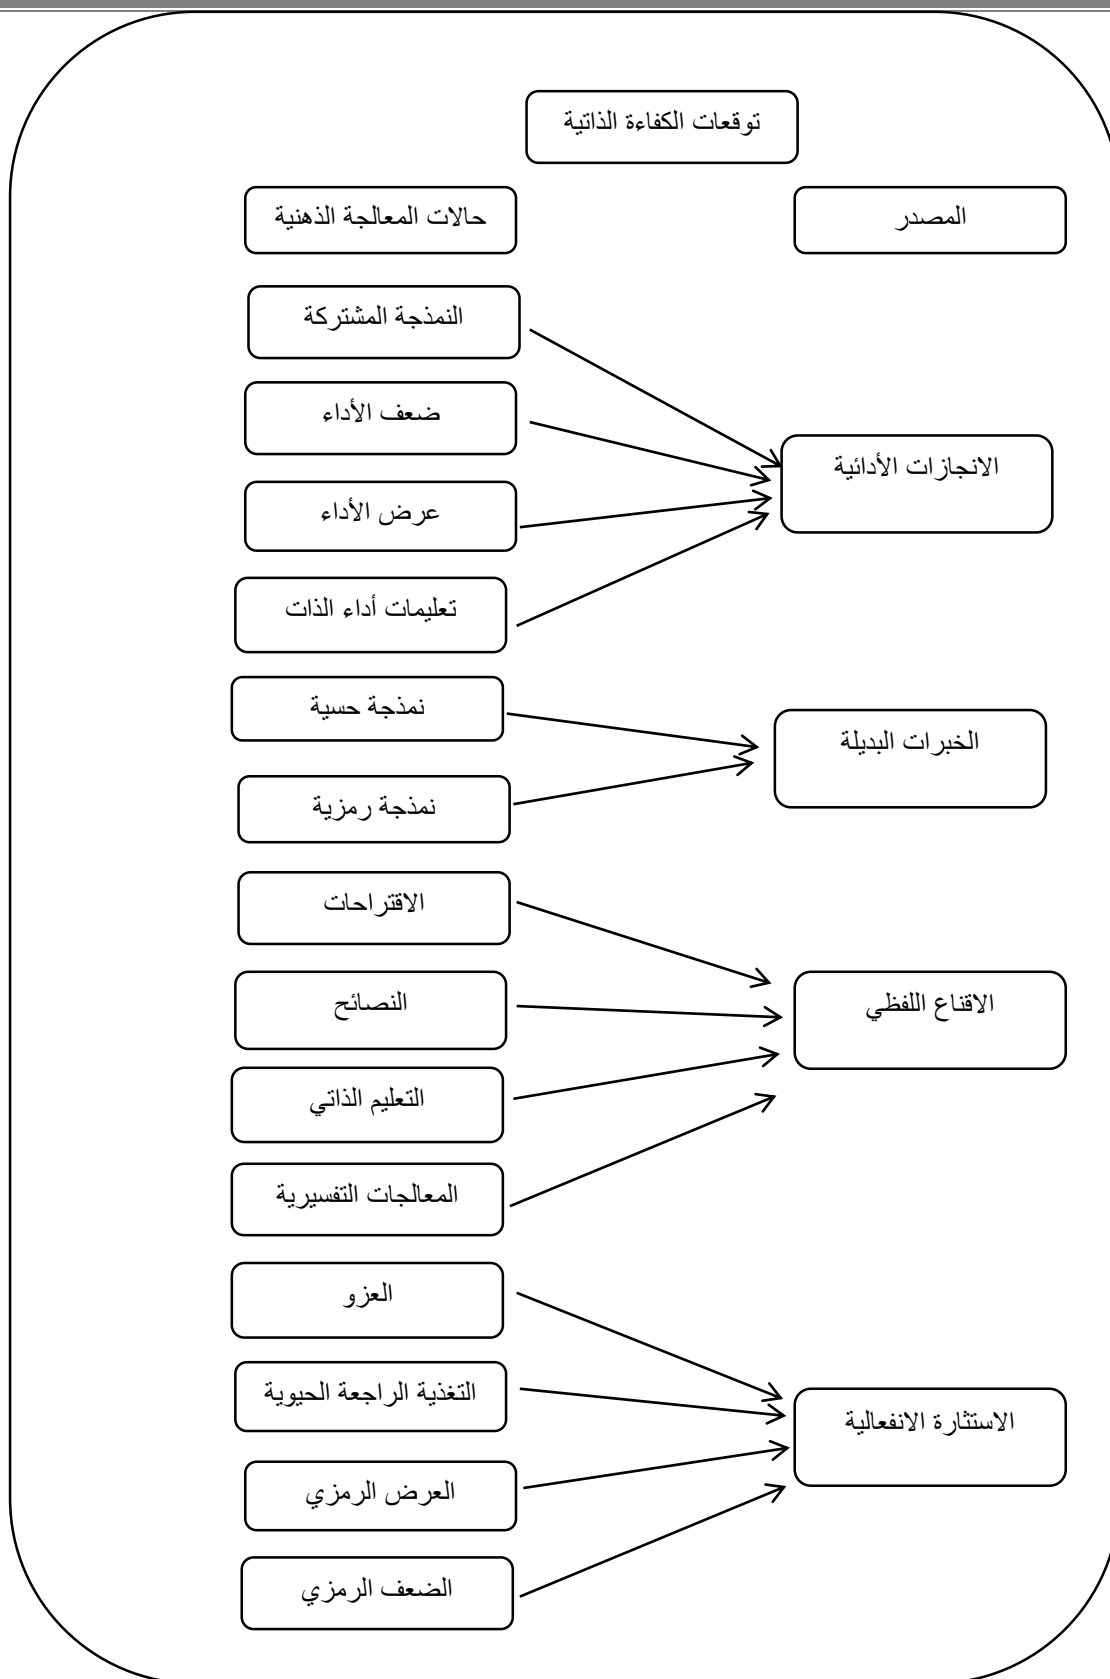 توقعات الكفاءة الذاتية
المصدر
حالات المعالجة الذهنية
الانجازات الأدائية
النمذجة المشتركة
ضعف الأداء
عرض الأداء
تعليمات أداء الذات
الخبرات البديلة
نمذجة حسية
نمذجة رمزية
الاقناع اللفظي
الاقتراحات
النصائح
التعليم الذاتي
المعالجات التفسيرية
الاستثارة الانفعالية
العزو
التغذية الراجعة الحيوية
العرض الرمزي
الضعف الرمزي